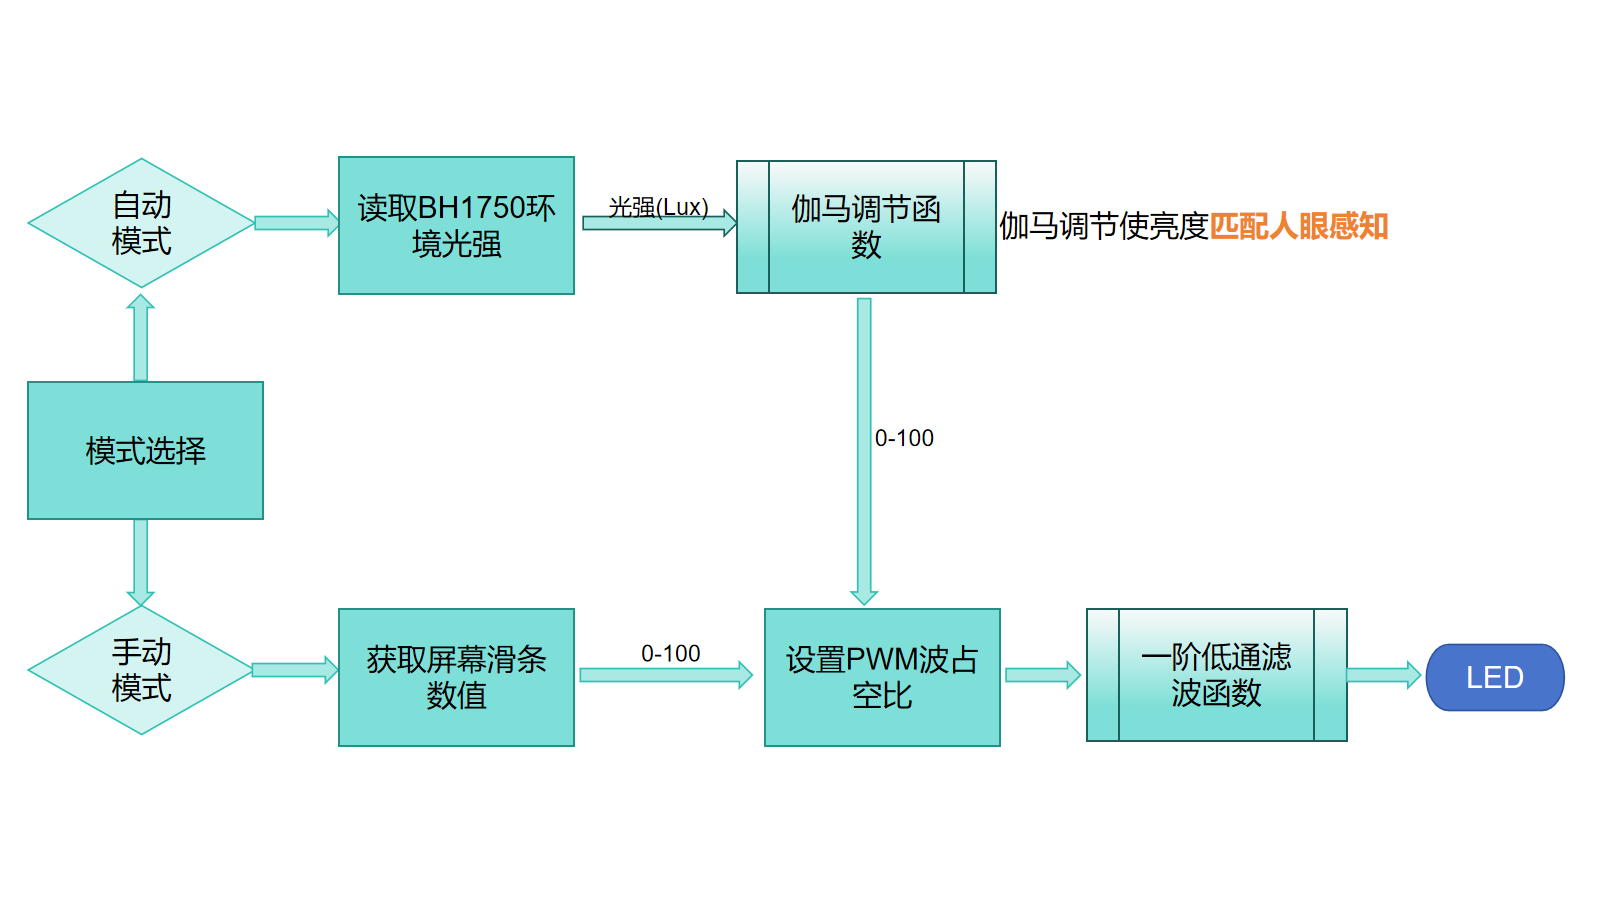 自动
模式
读取BH1750环
境光强
光强(Lux)
伽马调节函
数
伽马调节使亮度匹配人眼感知
模式选择
0-100
手动
模式
获取屏幕滑条
数值
0-100
设置PWM波占
空比
一阶低通滤
波函数
LED